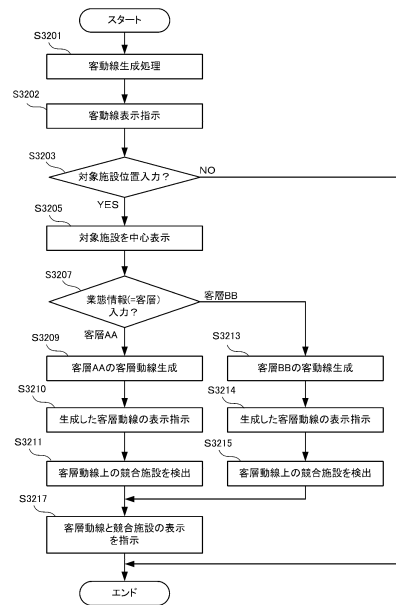 スタート
S3201
客動線生成処理
S3202
客動線表示指示
S3203
対象施設位置入力？
NO
YES
S3205
対象施設を中心表示
S3207
業態情報(=客層)
入力？
客層BB
客層AA
S3209
客層AAの客層動線生成
S3213
客層BBの客動線生成
S3210
生成した客層動線の表示指示
S3214
生成した客層動線の表示指示
S3211
客層動線上の競合施設を検出
S3215
客層動線上の競合施設を検出
S3217
客層動線と競合施設の表示
を指示
エンド